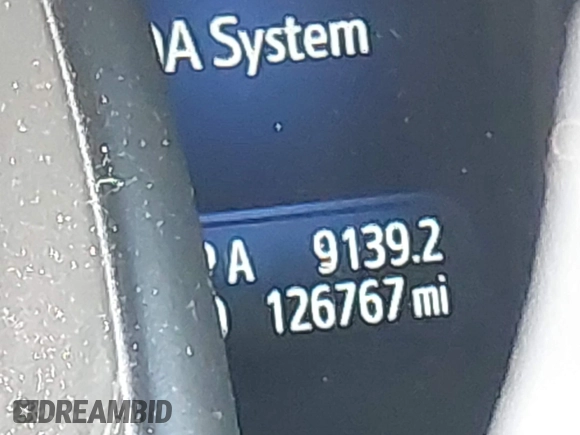 A System
P A 9139.2
126767 mi
DREAMBID